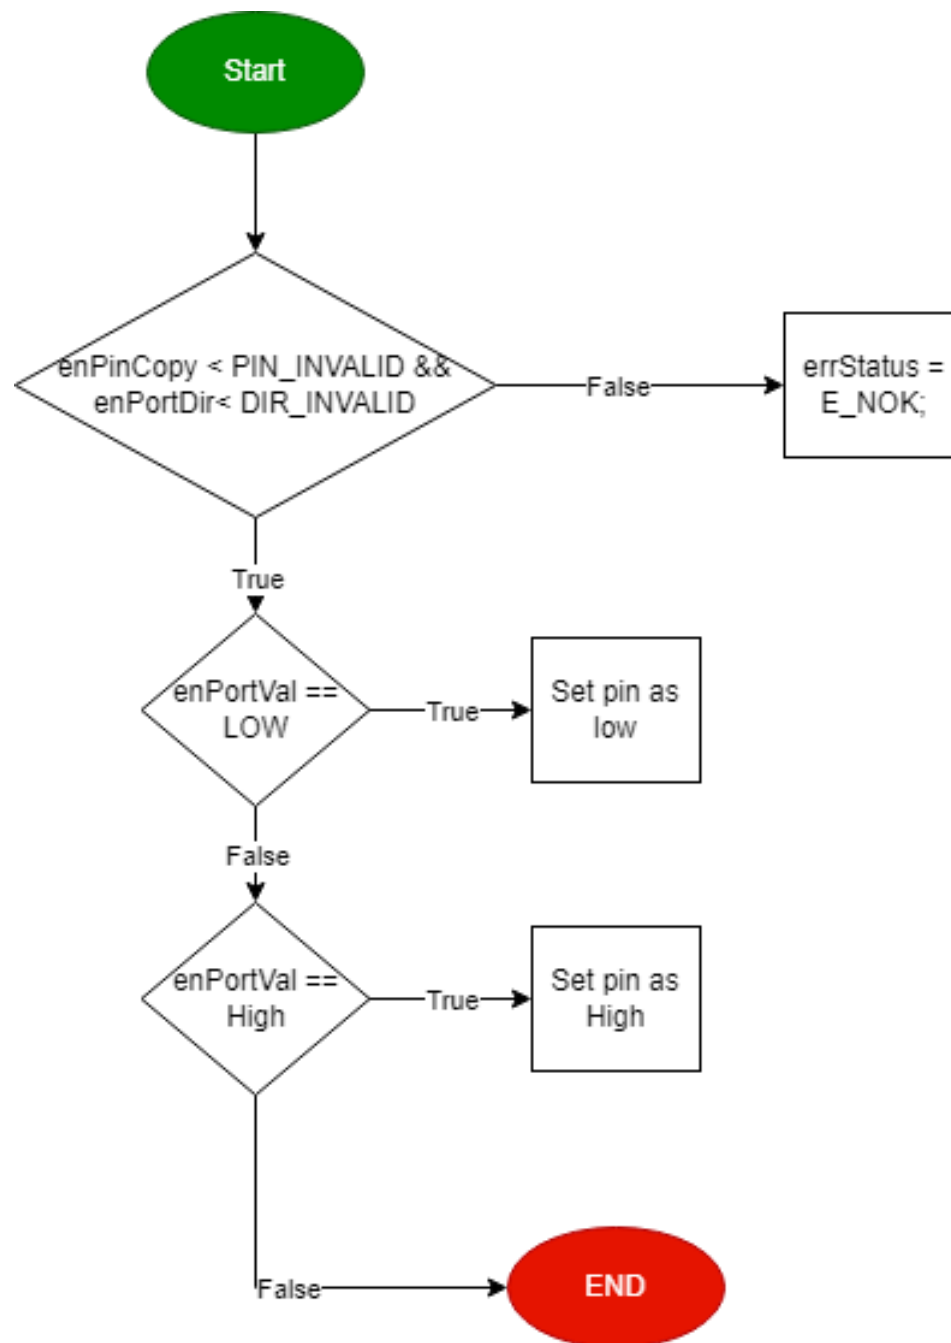 Start
enPinCopy < PIN_INVALID &&
enPortDir< DIR_INVALID
False
errStatus =
E_NOK;
True
enPortVal ==
LOW
True
Set pin as
low
False
enPortVal ==
High
True
Set pin as
High
False
END